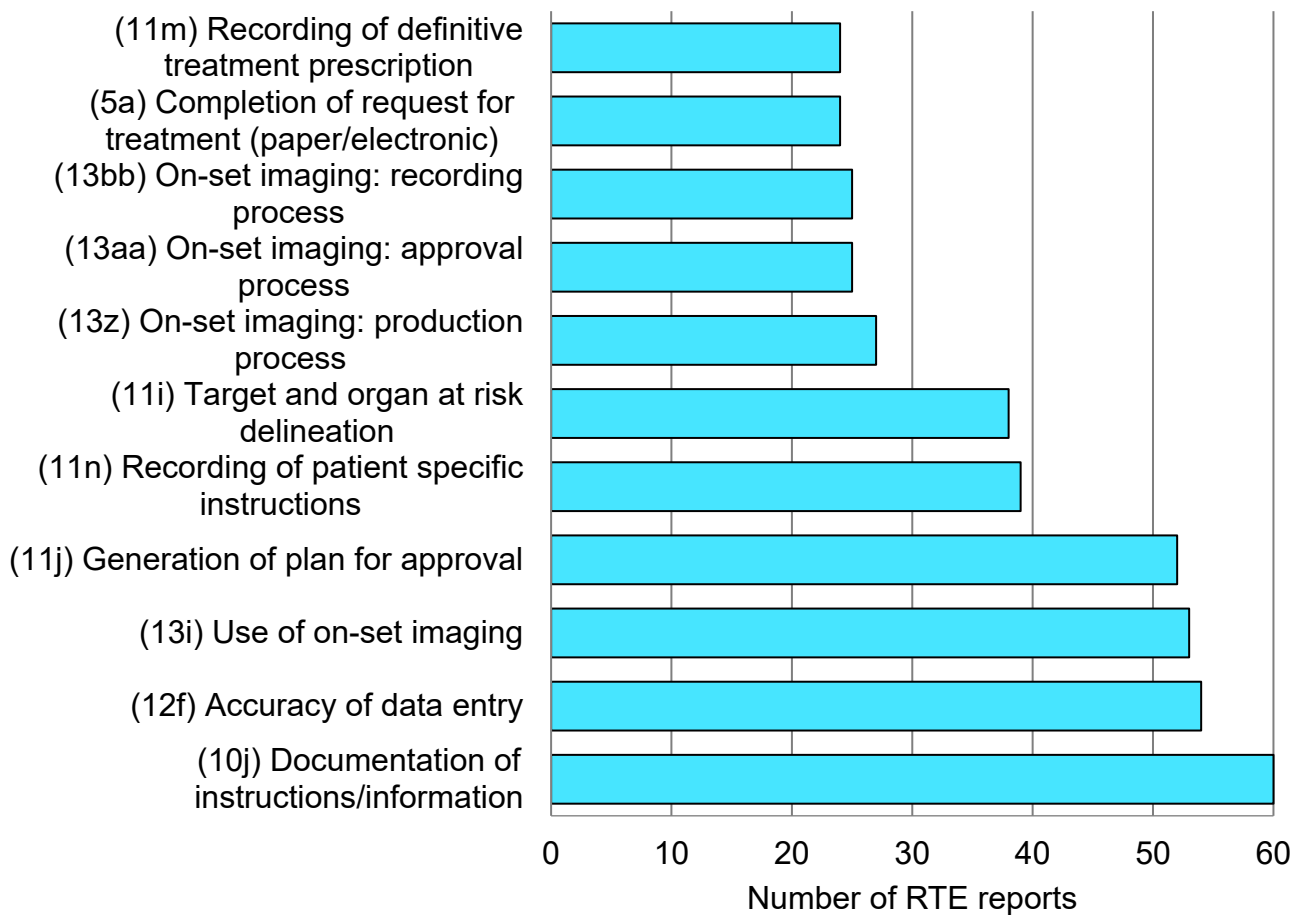 (11m) Recording of definitive
treatment prescription
(5a) Completion of request for
treatment (paper/electronic)
(13bb) On-set imaging: recording
process
(13aa) On-set imaging: approval
process
(13z) On-set imaging: production
process
(11i) Target and organ at risk
delineation
(11n) Recording of patient specific
instructions
(11j) Generation of plan for approval
(13i) Use of on-set imaging
(12f) Accuracy of data entry
(10j) Documentation of
instructions/information
0 10 20 30 40 50 60
Number of RTE reports